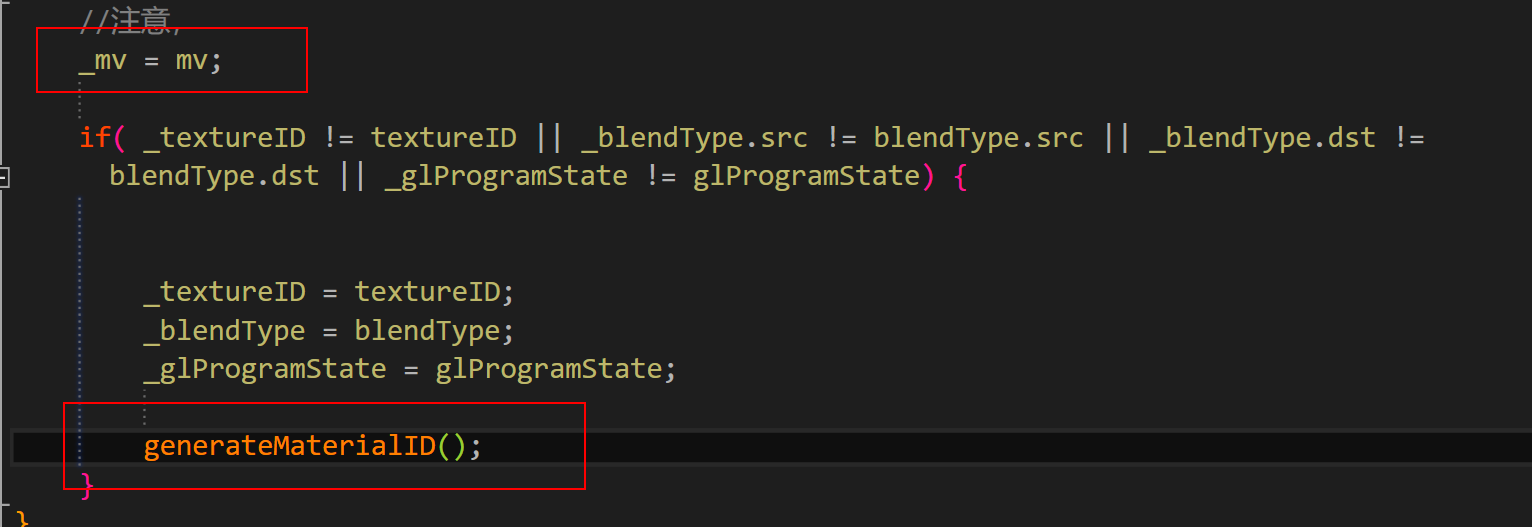 //注意,
_mv = mv;
if( _textureID != textureID || _blendType.src != blendType.src || _blendType.dst !=
blendType.dst || _glProgramState != glProgramState) {
_textureID = textureID;
_blendType = blendType;
_glProgramState = glProgramState;
generateMaterialID();
}
}